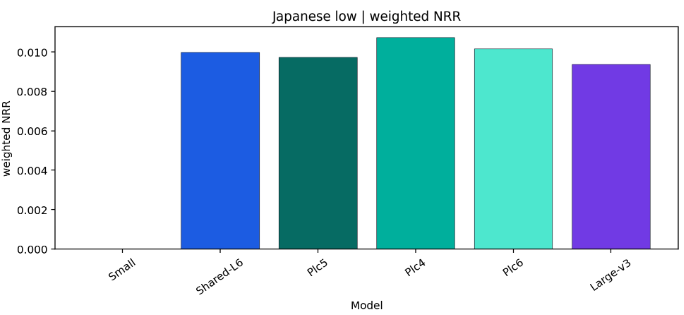 Japanese low | weighted NRR
weighted NRR
0.010
0.008
0.006
0.004
0.002
0.000
Small
Shared-L6
Plc5
Plc4
Plc6
Large-v3
Model